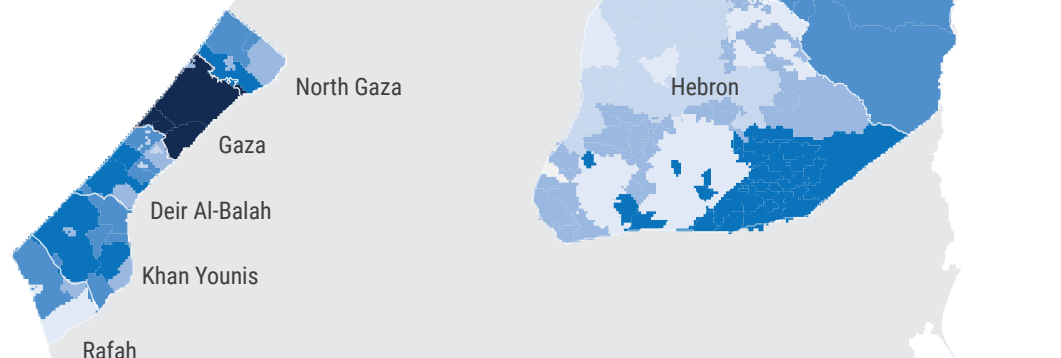 North Gaza
Hebron
Gaza
Deir Al-Balah
Khan Younis
Rafah